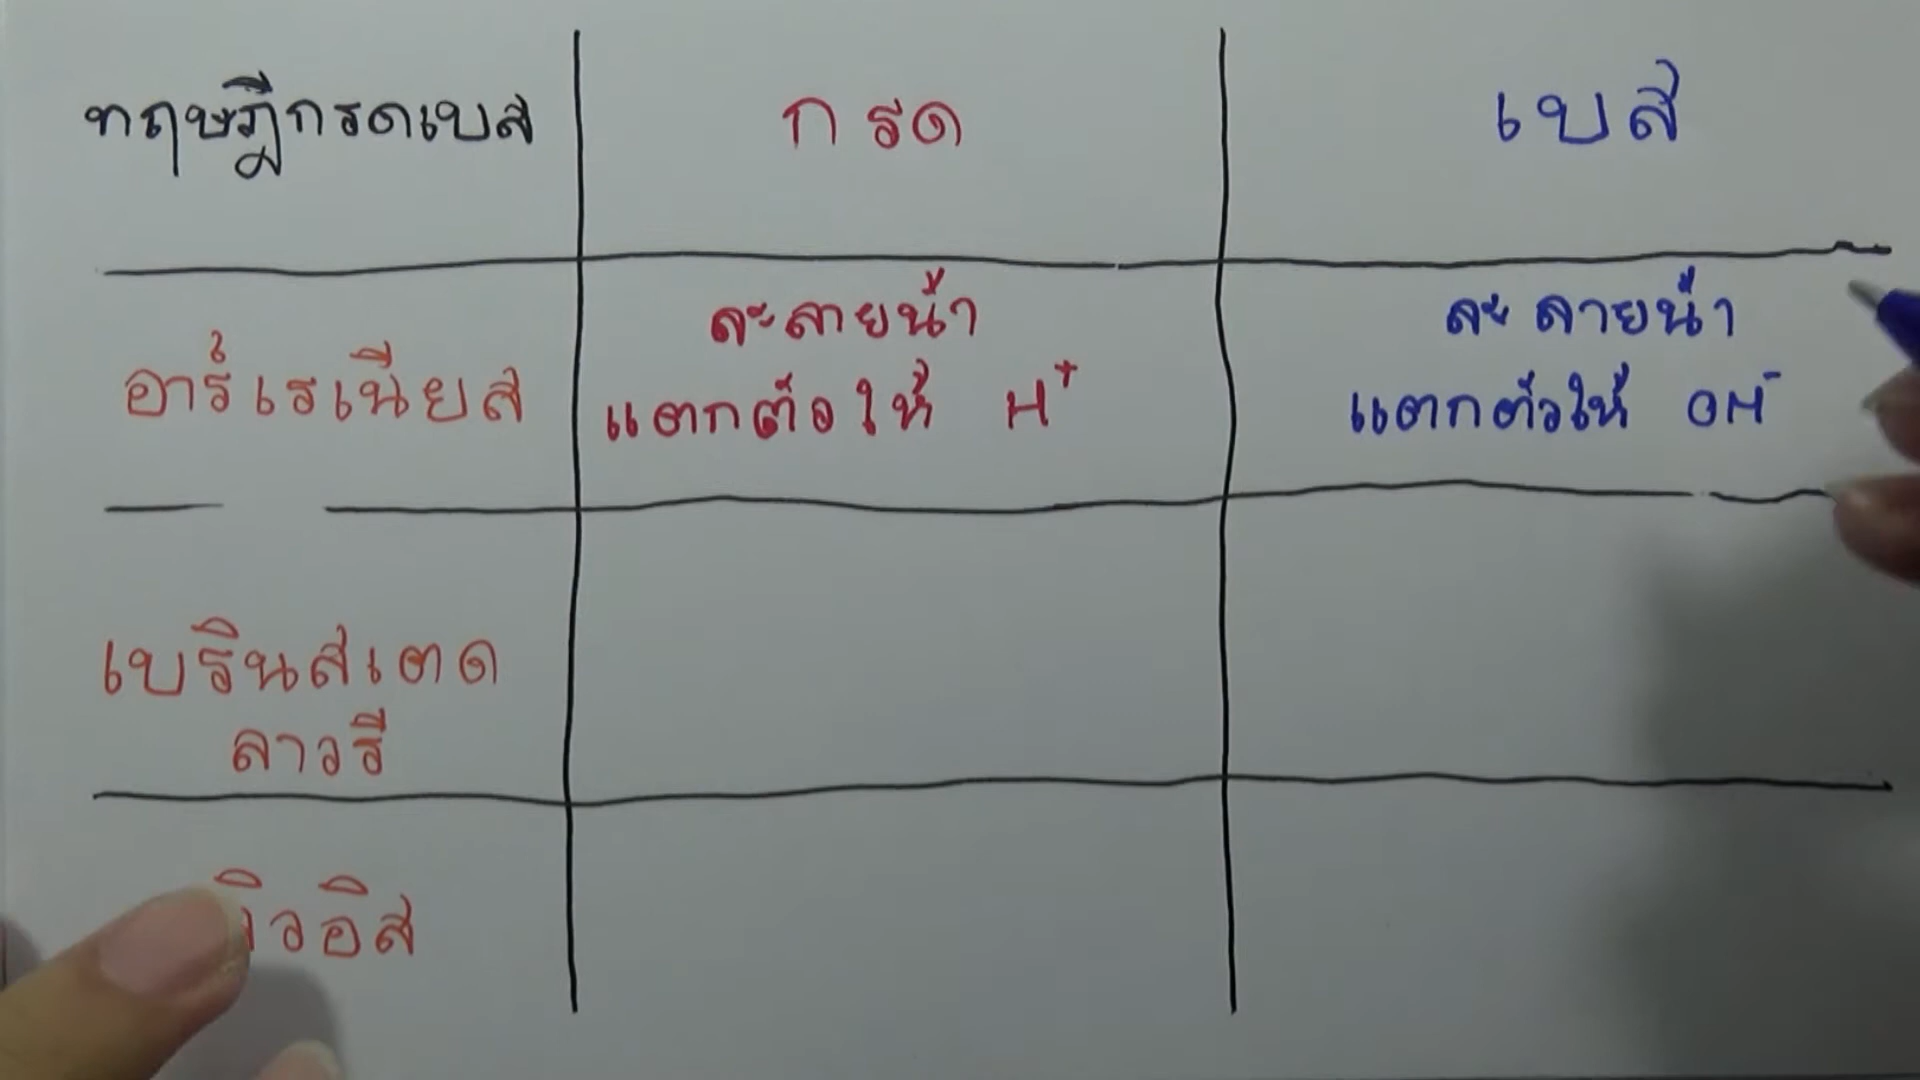 ทฤษฎีกรดเบส
กรด
เบส
อาร์เรเนียส
ละลายน้ำ
แตกตัวให้ H⁺
ละลายน้ำ
แตกตัวให้ OH⁻
เบรินสเตด
ลาวรี